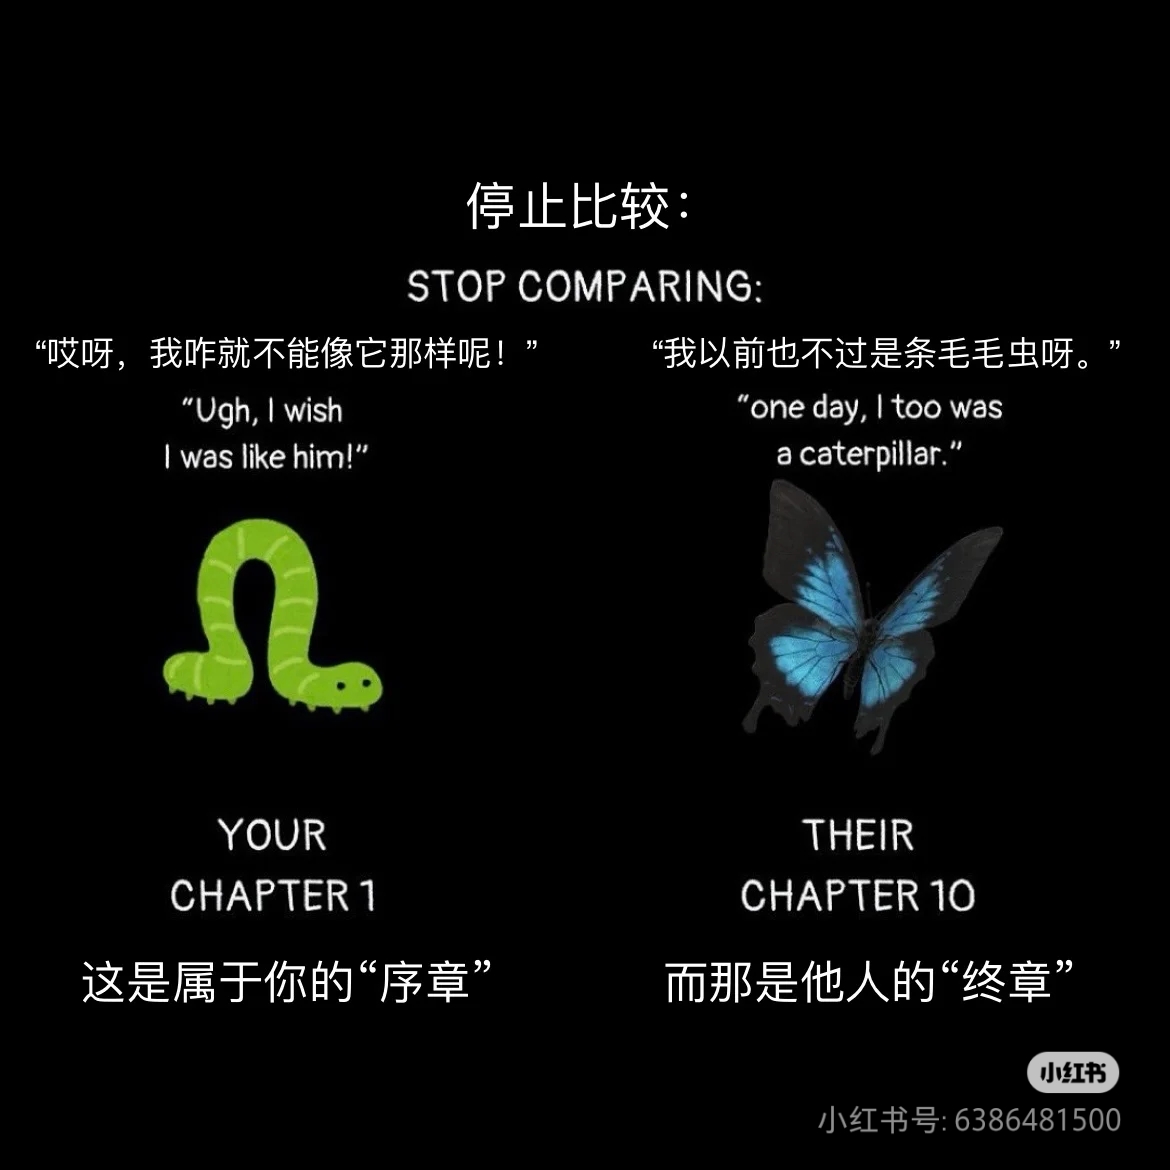 停止比较：
STOP COMPARING:
“哎呀，我咋就不能像它那样呢！”
“Ugh, I wish
I was like him!”
“我以前也不过是条毛毛虫呀。”
“one day, I too was
a caterpillar.”
YOUR
CHAPTER 1
这是属于你的“序章”
THEIR
CHAPTER 10
而那是他人的“终章”
小红书
小红书号: 6386481500